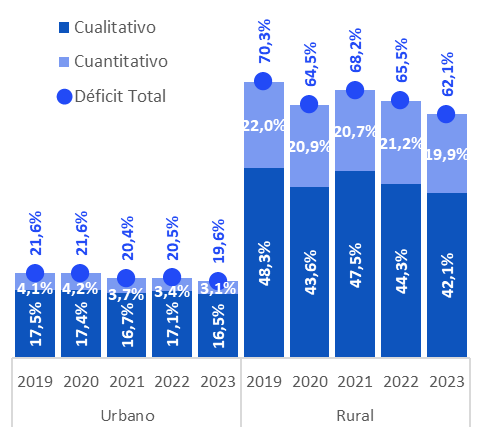 Cualitativo
Cuantitativo
Déficit Total
21,6% 21,6% 20,4% 20,5% 19,6% 70,3% 64,5% 68,2% 65,5% 62,1%
4,1% 4,2% 3,7% 3,4% 3,1% 22,0% 20,9% 20,7% 21,2% 19,9%
17,5% 17,4% 16,7% 17,1% 16,5% 48,3% 43,6% 47,5% 44,3% 42,1%
2019 2020 2021 2022 2023 2019 2020 2021 2022 2023
Urbano Rural